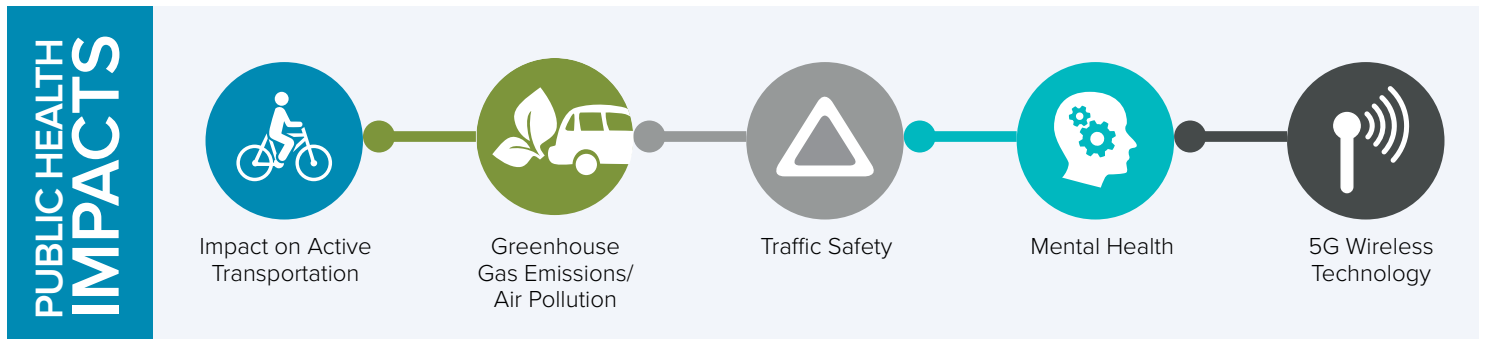 PUBLIC HEALTH
IMPACTS
Impact on Active
Transportation
Greenhouse
Gas Emissions/
Air Pollution
Traffic Safety
Mental Health
5G Wireless
Technology